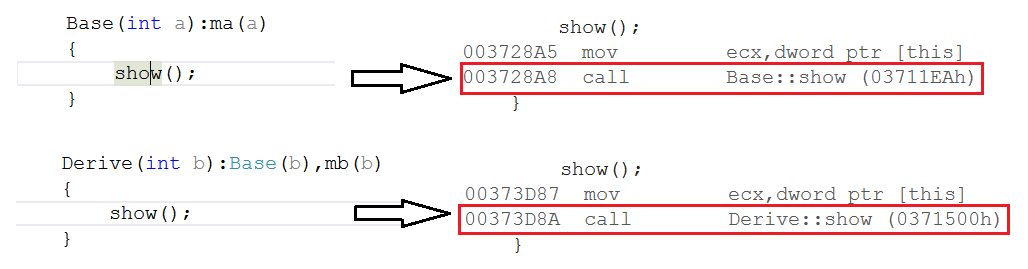 Base(int a):ma(a)
{
show();
}
show();
003728A5 mov ecx,dword ptr [this]
003728A8 call Base::show (03711EAh)
}
Derive(int b):Base(b),mb(b)
{
show();
}
show();
00373D87 mov ecx,dword ptr [this]
00373D8A call Derive::show (0371500h)
}